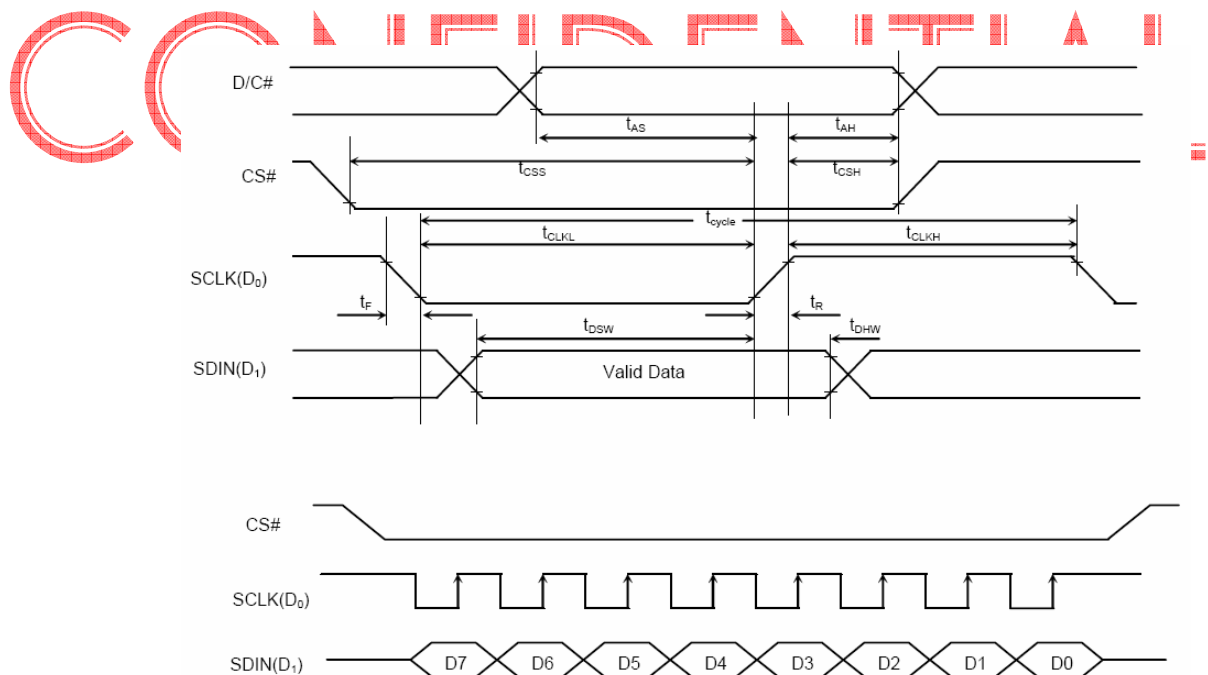 CONFIDENTIAL
D/C#
tAS
tAH
CS#
tCSS
tCSH
tcycle
tCLKL
tCLKH
SCLK(D0)
tF
tR
tDSW
tDHW
SDIN(D1)
Valid Data
CS#
SCLK(D0)
SDIN(D1)
D7 D6 D5 D4 D3 D2 D1 D0